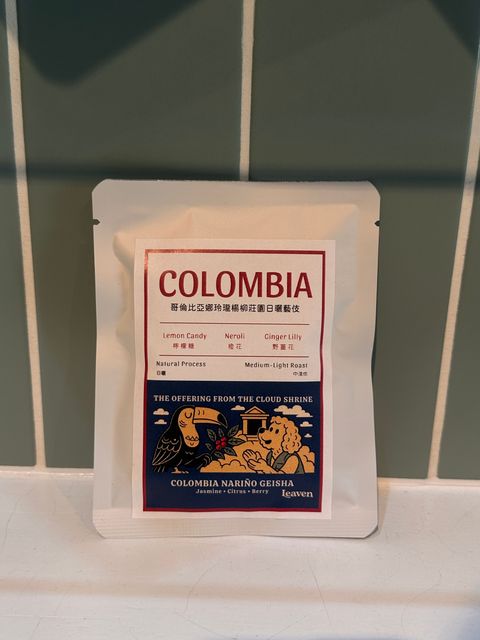 COLOMBIA
哥倫比亞娜玲瓏楊柳莊園日曬藝伎
Lemon Candy Neroli Ginger Lilly
檸檬糖 橙花 野薑花
Natural Process Medium-Light Roast
日曬 中淺焙
THE OFFERING FROM THE CLOUD SHRINE
COLOMBIA NARIÑO GEISHA
Jasmine • Citrus • Berry
Leaven